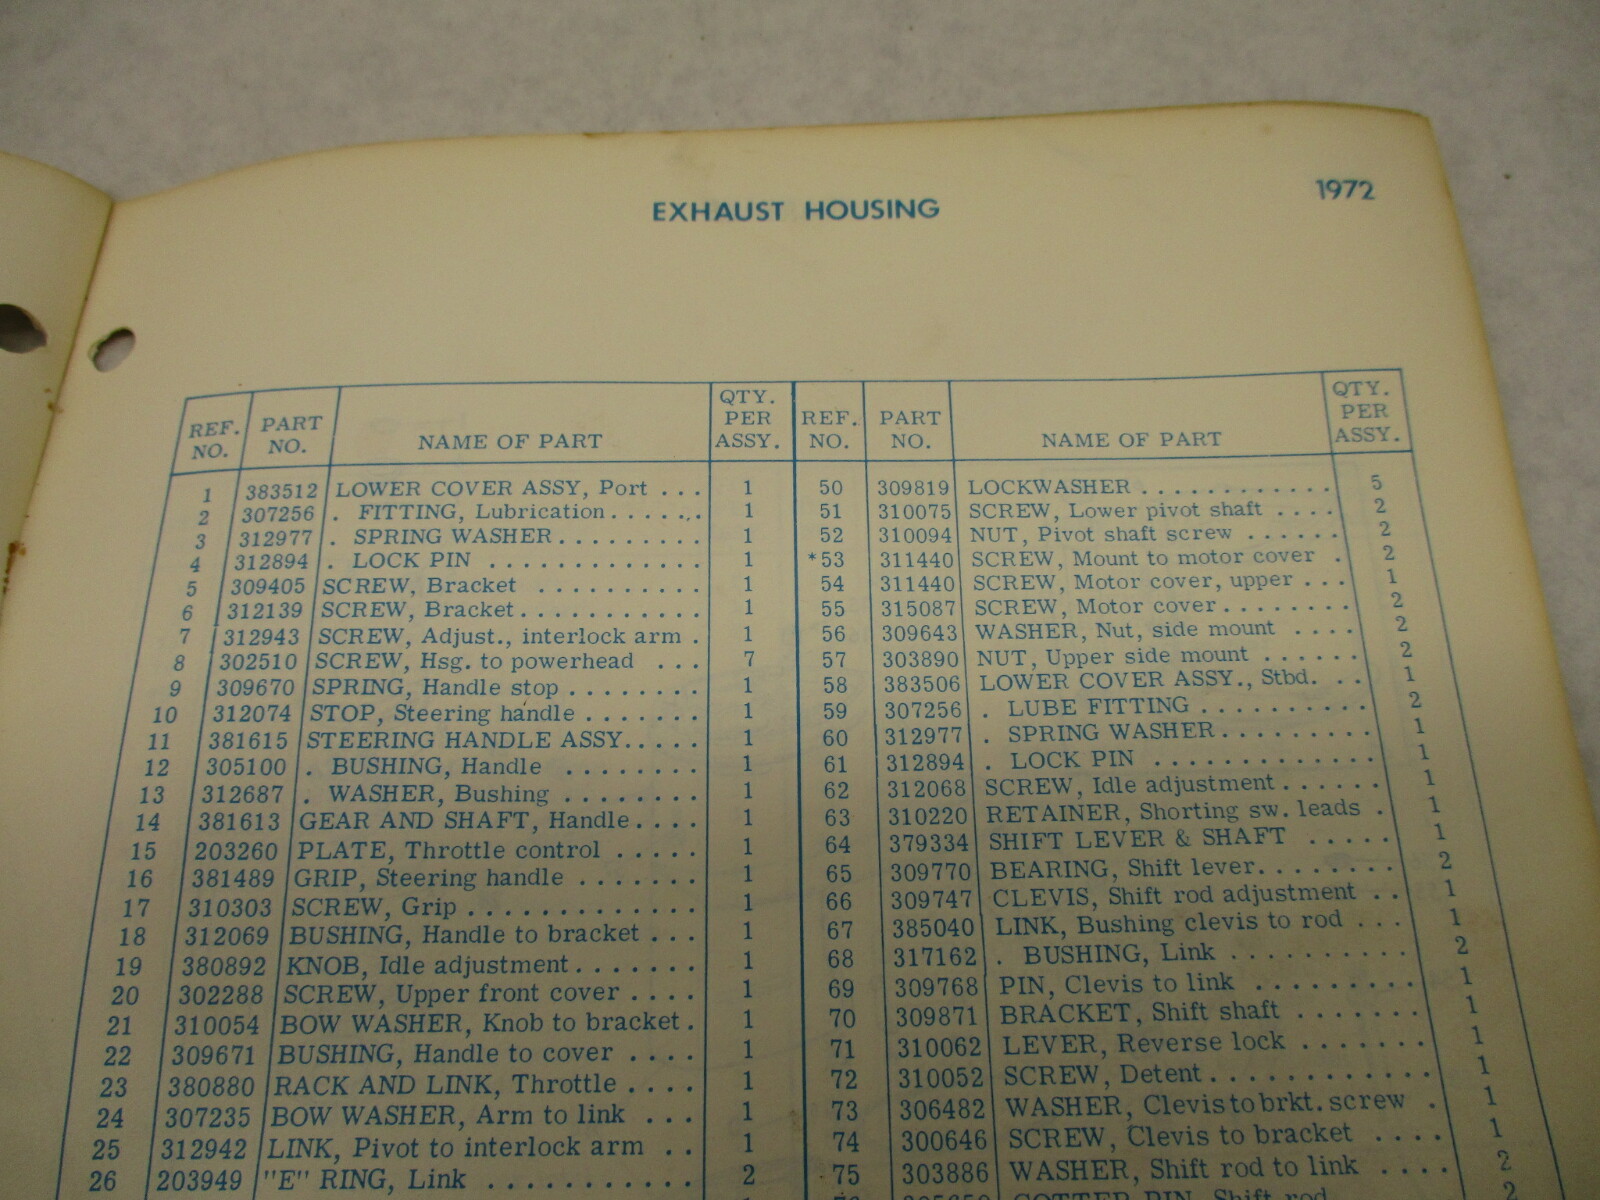 1972
EXHAUST HOUSING
REF. NO. PART NO. NAME OF PART QTY. PER ASSY.
1 383512 LOWER COVER ASSY, Port . . . 1
2 307256 . FITTING, Lubrication . . . . . . 1
3 312977 . SPRING WASHER . . . . . . . . . 1
4 312894 . LOCK PIN . . . . . . . . . . . . . 1
5 309405 SCREW, Bracket . . . . . . . . . . 1
6 312139 SCREW, Bracket . . . . . . . . . . . 1
7 312943 SCREW, Adjust., interlock arm . 1
8 302510 SCREW, Hsg. to powerhead . . . 7
9 309670 SPRING, Handle stop . . . . . . . . 1
10 312074 STOP, Steering handle . . . . . . . 1
11 381615 STEERING HANDLE ASSY. . . . . 1
12 305100 . BUSHING, Handle . . . . . . . . 1
13 312687 . WASHER, Bushing . . . . . . . . 1
14 381613 GEAR AND SHAFT, Handle . . . . 1
15 203260 PLATE, Throttle control . . . . . 1
16 381489 GRIP, Steering handle . . . . . . . 1
17 310303 SCREW, Grip . . . . . . . . . . . . . 1
18 312069 BUSHING, Handle to bracket . . . 1
19 380892 KNOB, Idle adjustment . . . . . . . 1
20 302288 SCREW, Upper front cover . . . . 1
21 310054 BOW WASHER, Knob to bracket . 1
22 309671 BUSHING, Handle to cover . . . . 1
23 380880 RACK AND LINK, Throttle . . . . 1
24 307235 BOW WASHER, Arm to link . . . 1
25 312942 LINK, Pivot to interlock arm . . 1
26 203949 "E" RING, Link . . . . . . . . . . . 2
REF. NO. PART NO. NAME OF PART QTY. PER ASSY.
50 309819 LOCKWASHER . . . . . . . . . . . . 5
51 310075 SCREW, Lower pivot shaft . . . . 2
52 310094 NUT, Pivot shaft screw . . . . . . 2
*53 311440 SCREW, Mount to motor cover . 2
54 311440 SCREW, Motor cover, upper . . . 1
55 315087 SCREW, Motor cover . . . . . . . . 2
56 309643 WASHER, Nut, side mount . . . . 2
57 303890 NUT, Upper side mount . . . . . . 2
58 383506 LOWER COVER ASSY., Stbd. . . 1
59 307256 . LUBE FITTING . . . . . . . . . . 2
60 312977 . SPRING WASHER . . . . . . . . . 1
61 312894 . LOCK PIN . . . . . . . . . . . . . 1
62 312068 SCREW, Idle adjustment . . . . . . 1
63 310220 RETAINER, Shorting sw. leads . 1
64 379334 SHIFT LEVER & SHAFT . . . . . 1
65 309770 BEARING, Shift lever . . . . . . . . 2
66 309747 CLEVIS, Shift rod adjustment . . 1
67 385040 LINK, Bushing clevis to rod . . . 1
68 317162 . BUSHING, Link . . . . . . . . . . 2
69 309768 PIN, Clevis to link . . . . . . . . . 1
70 309871 BRACKET, Shift shaft . . . . . . . 1
71 310062 LEVER, Reverse lock . . . . . . . 1
72 310052 SCREW, Detent . . . . . . . . . . . . 1
73 306482 WASHER, Clevis to brkt. screw . 1
74 300646 SCREW, Clevis to bracket . . . . 1
75 303886 WASHER, Shift rod to link . . . . 2
COTTER PIN, Shift rod 2